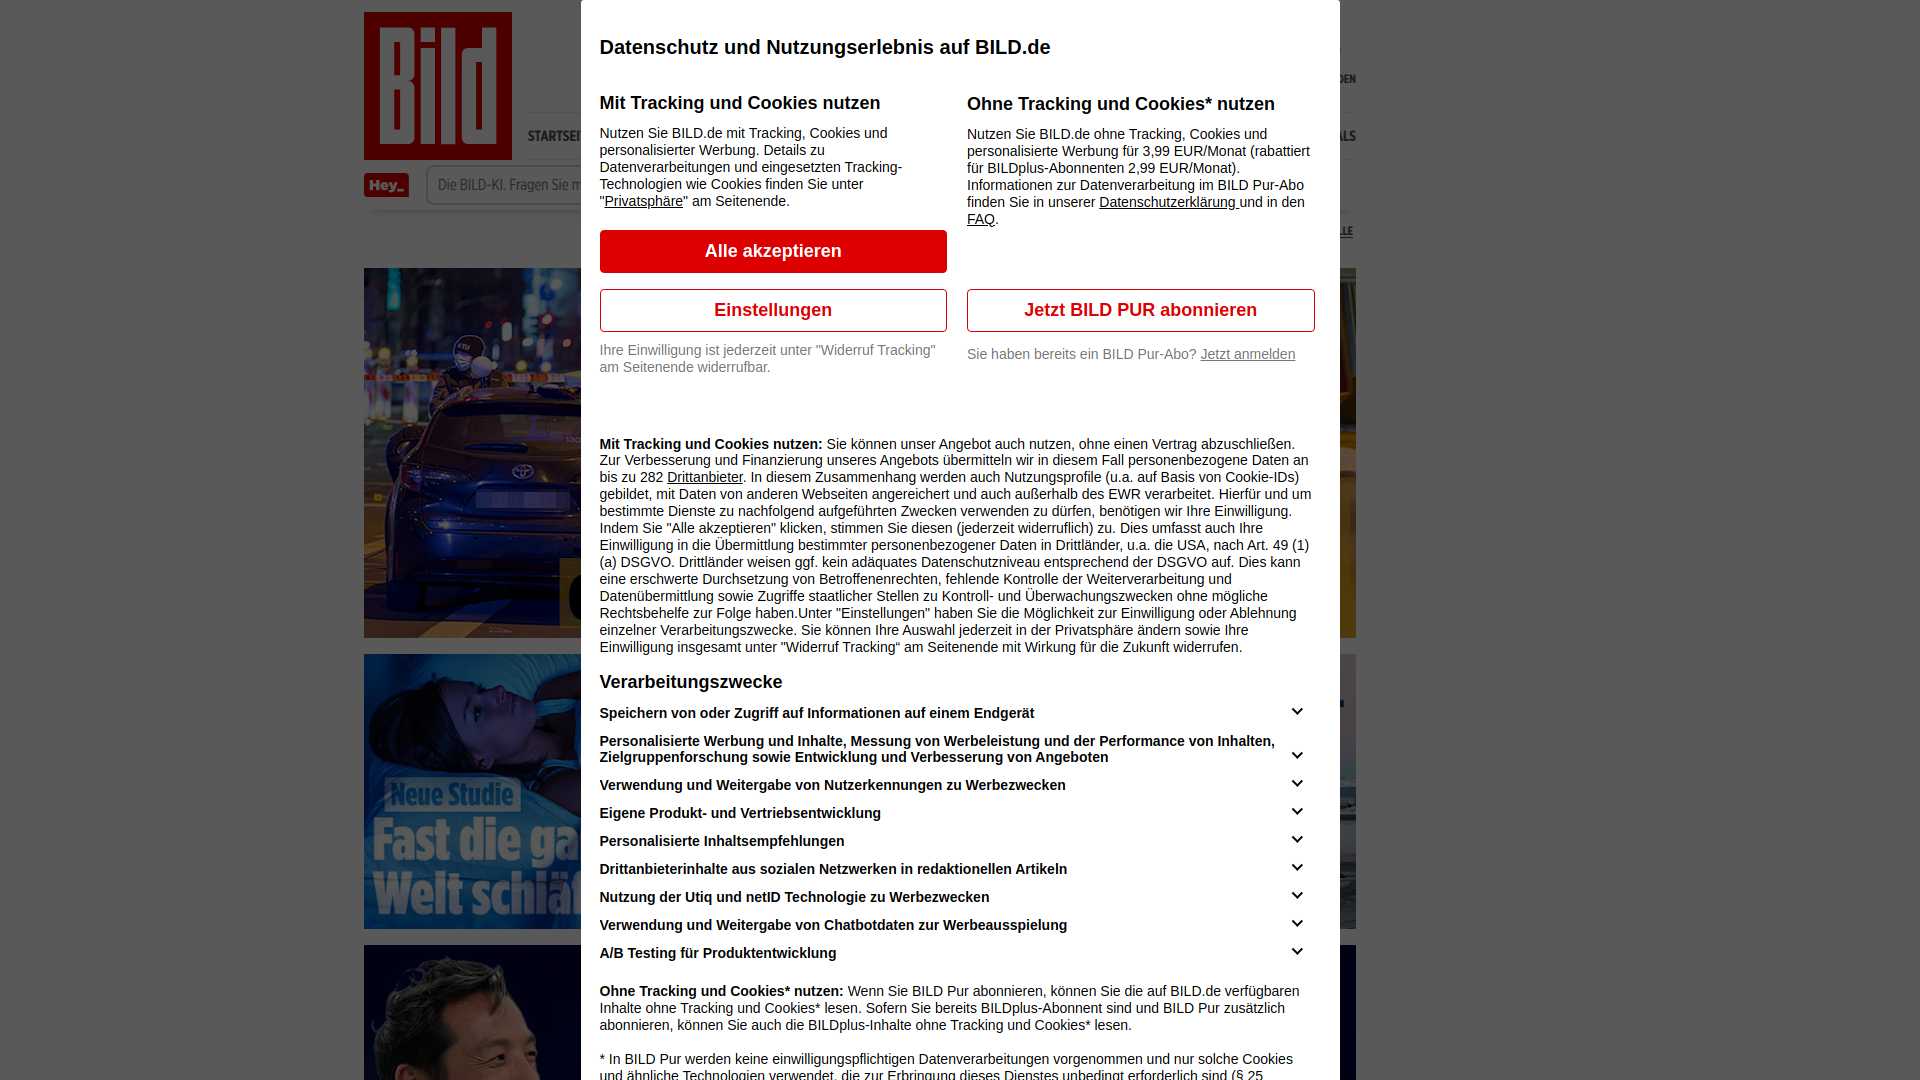 Bild
Datenschutz und Nutzungserlebnis auf BILD.de
Mit Tracking und Cookies nutzen
Nutzen Sie BILD.de mit Tracking, Cookies und
personalisierter Werbung. Details zu
Datenverarbeitungen und eingesetzten Tracking-
Technologien wie Cookies finden Sie unter
"Privatsphäre" am Seitenende.
Alle akzeptieren
Einstellungen
Ihre Einwilligung ist jederzeit unter "Widerruf Tracking"
am Seitenende widerrufbar.
Ohne Tracking und Cookies* nutzen
Nutzen Sie BILD.de ohne Tracking, Cookies und
personalisierte Werbung für 3,99 EUR/Monat (rabattiert
für BILDplus-Abonnenten 2,99 EUR/Monat).
Informationen zur Datenverarbeitung im BILD Pur-Abo
finden Sie in unserer Datenschutzerklärung und in den
FAQ.
Jetzt BILD PUR abonnieren
Sie haben bereits ein BILD Pur-Abo? Jetzt anmelden
Hey_
Die BILD-KI. Fragen Sie
Mit Tracking und Cookies nutzen: Sie können unser Angebot auch nutzen, ohne einen Vertrag abzuschließen.
Zur Verbesserung und Finanzierung unseres Angebots übermitteln wir in diesem Fall personenbezogene Daten an
bis zu 282 Drittanbieter. In diesem Zusammenhang werden auch Nutzungsprofile (u.a. auf Basis von Cookie-IDs)
gebildet, mit Daten von anderen Webseiten angereichert und auch außerhalb des EWR verarbeitet. Hierfür und um
bestimmte Dienste zu nachfolgend aufgeführten Zwecken verwenden zu dürfen, benötigen wir Ihre Einwilligung.
Indem Sie "Alle akzeptieren" klicken, stimmen Sie diesen (jederzeit widerruflich) zu. Dies umfasst auch Ihre
Einwilligung in die Übermittlung bestimmter personenbezogener Daten in Drittländer, u.a. die USA, nach Art. 49 (1)
(a) DSGVO. Drittländer weisen ggf. kein adäquates Datenschutzniveau entsprechend der DSGVO auf. Dies kann
eine erschwerte Durchsetzung von Betroffenenrechten, fehlende Kontrolle der Weiterverarbeitung und
Datenübermittlung sowie Zugriffe staatlicher Stellen zu Kontroll- und Überwachungszwecken ohne mögliche
Rechtsbehelfe zur Folge haben.Unter "Einstellungen" haben Sie die Möglichkeit zur Einwilligung oder Ablehnung
einzelner Verarbeitungszwecke. Sie können Ihre Auswahl jederzeit in der Privatsphäre ändern sowie Ihre
Einwilligung insgesamt unter "Widerruf Tracking“ am Seitenende mit Wirkung für die Zukunft widerrufen.
Verarbeitungszwecke
Speichern von oder Zugriff auf Informationen auf einem Endgerät
Personalisierte Werbung und Inhalte, Messung von Werbeleistung und der Performance von Inhalten,
Zielgruppenforschung sowie Entwicklung und Verbesserung von Angeboten
Verwendung und Weitergabe von Nutzerkennungen zu Werbezwecken
Eigene Produkt- und Vertriebsentwicklung
Personalisierte Inhaltsempfehlungen
Drittanbieterinhalte aus sozialen Netzwerken in redaktionellen Artikeln
Nutzung der Utiq und netID Technologie zu Werbezwecken
Verwendung und Weitergabe von Chatbotdaten zur Werbeausspielung
A/B Testing für Produktentwicklung
Neue Studie
Fast die
Welt
Ohne Tracking und Cookies* nutzen: Wenn Sie BILD Pur abonnieren, können Sie die auf BILD.de verfügbaren
Inhalte ohne Tracking und Cookies* lesen. Sofern Sie bereits BILDplus-Abonnent sind und BILD Pur zusätzlich
abonnieren, können Sie auch die BILDplus-Inhalte ohne Tracking und Cookies* lesen.
* In BILD Pur werden keine einwilligungspflichtigen Datenverarbeitungen vorgenommen und nur solche Cookies
und ähnliche Technologien verwendet, die zur Erbringung dieses Dienstes unbedingt erforderlich sind (§ 25